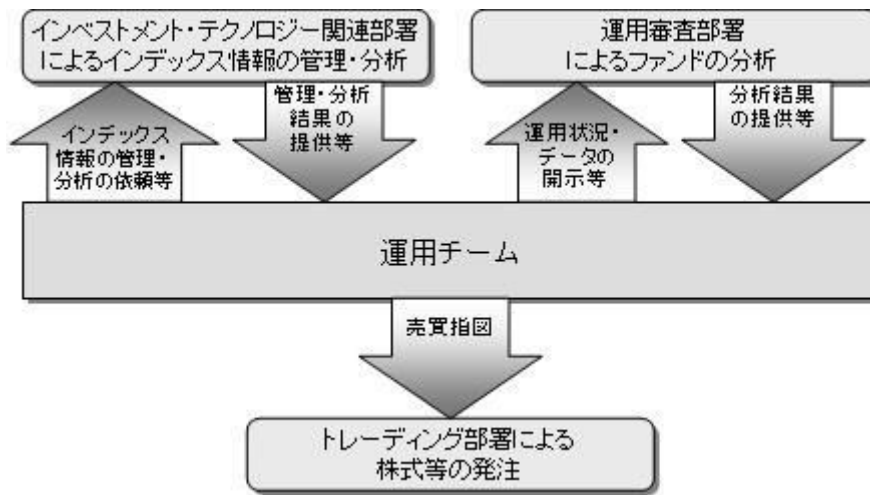 インベストメント・テクノロジー関連部署
によるインデックス情報の管理・分析
運用審査部署
によるファンドの分析
インデックス
情報の管理・
分析の依頼等
管理・分析
結果の
提供等
運用状況・
データの
開示等
分析結果
の提供等
運用チーム
売買指図
トレーディング部署による
株式等の発注